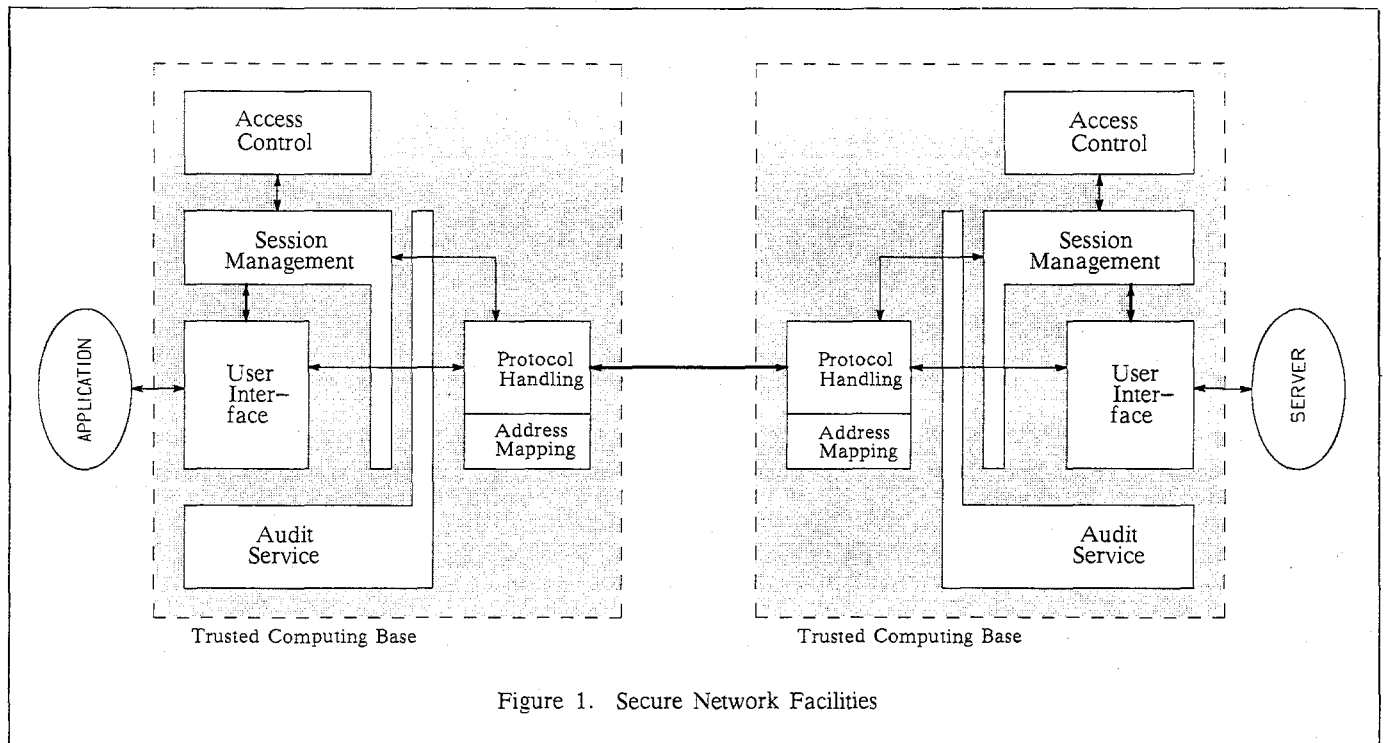 Access
Control
Session
Management
APPLICATION
User
Inter-
face
Protocol
Handling
Address
Mapping
Audit
Service
Trusted Computing Base
Access
Control
Session
Management
Protocol
Handling
Address
Mapping
User
Inter-
face
SERVER
Audit
Service
Trusted Computing Base
Figure 1. Secure Network Facilities